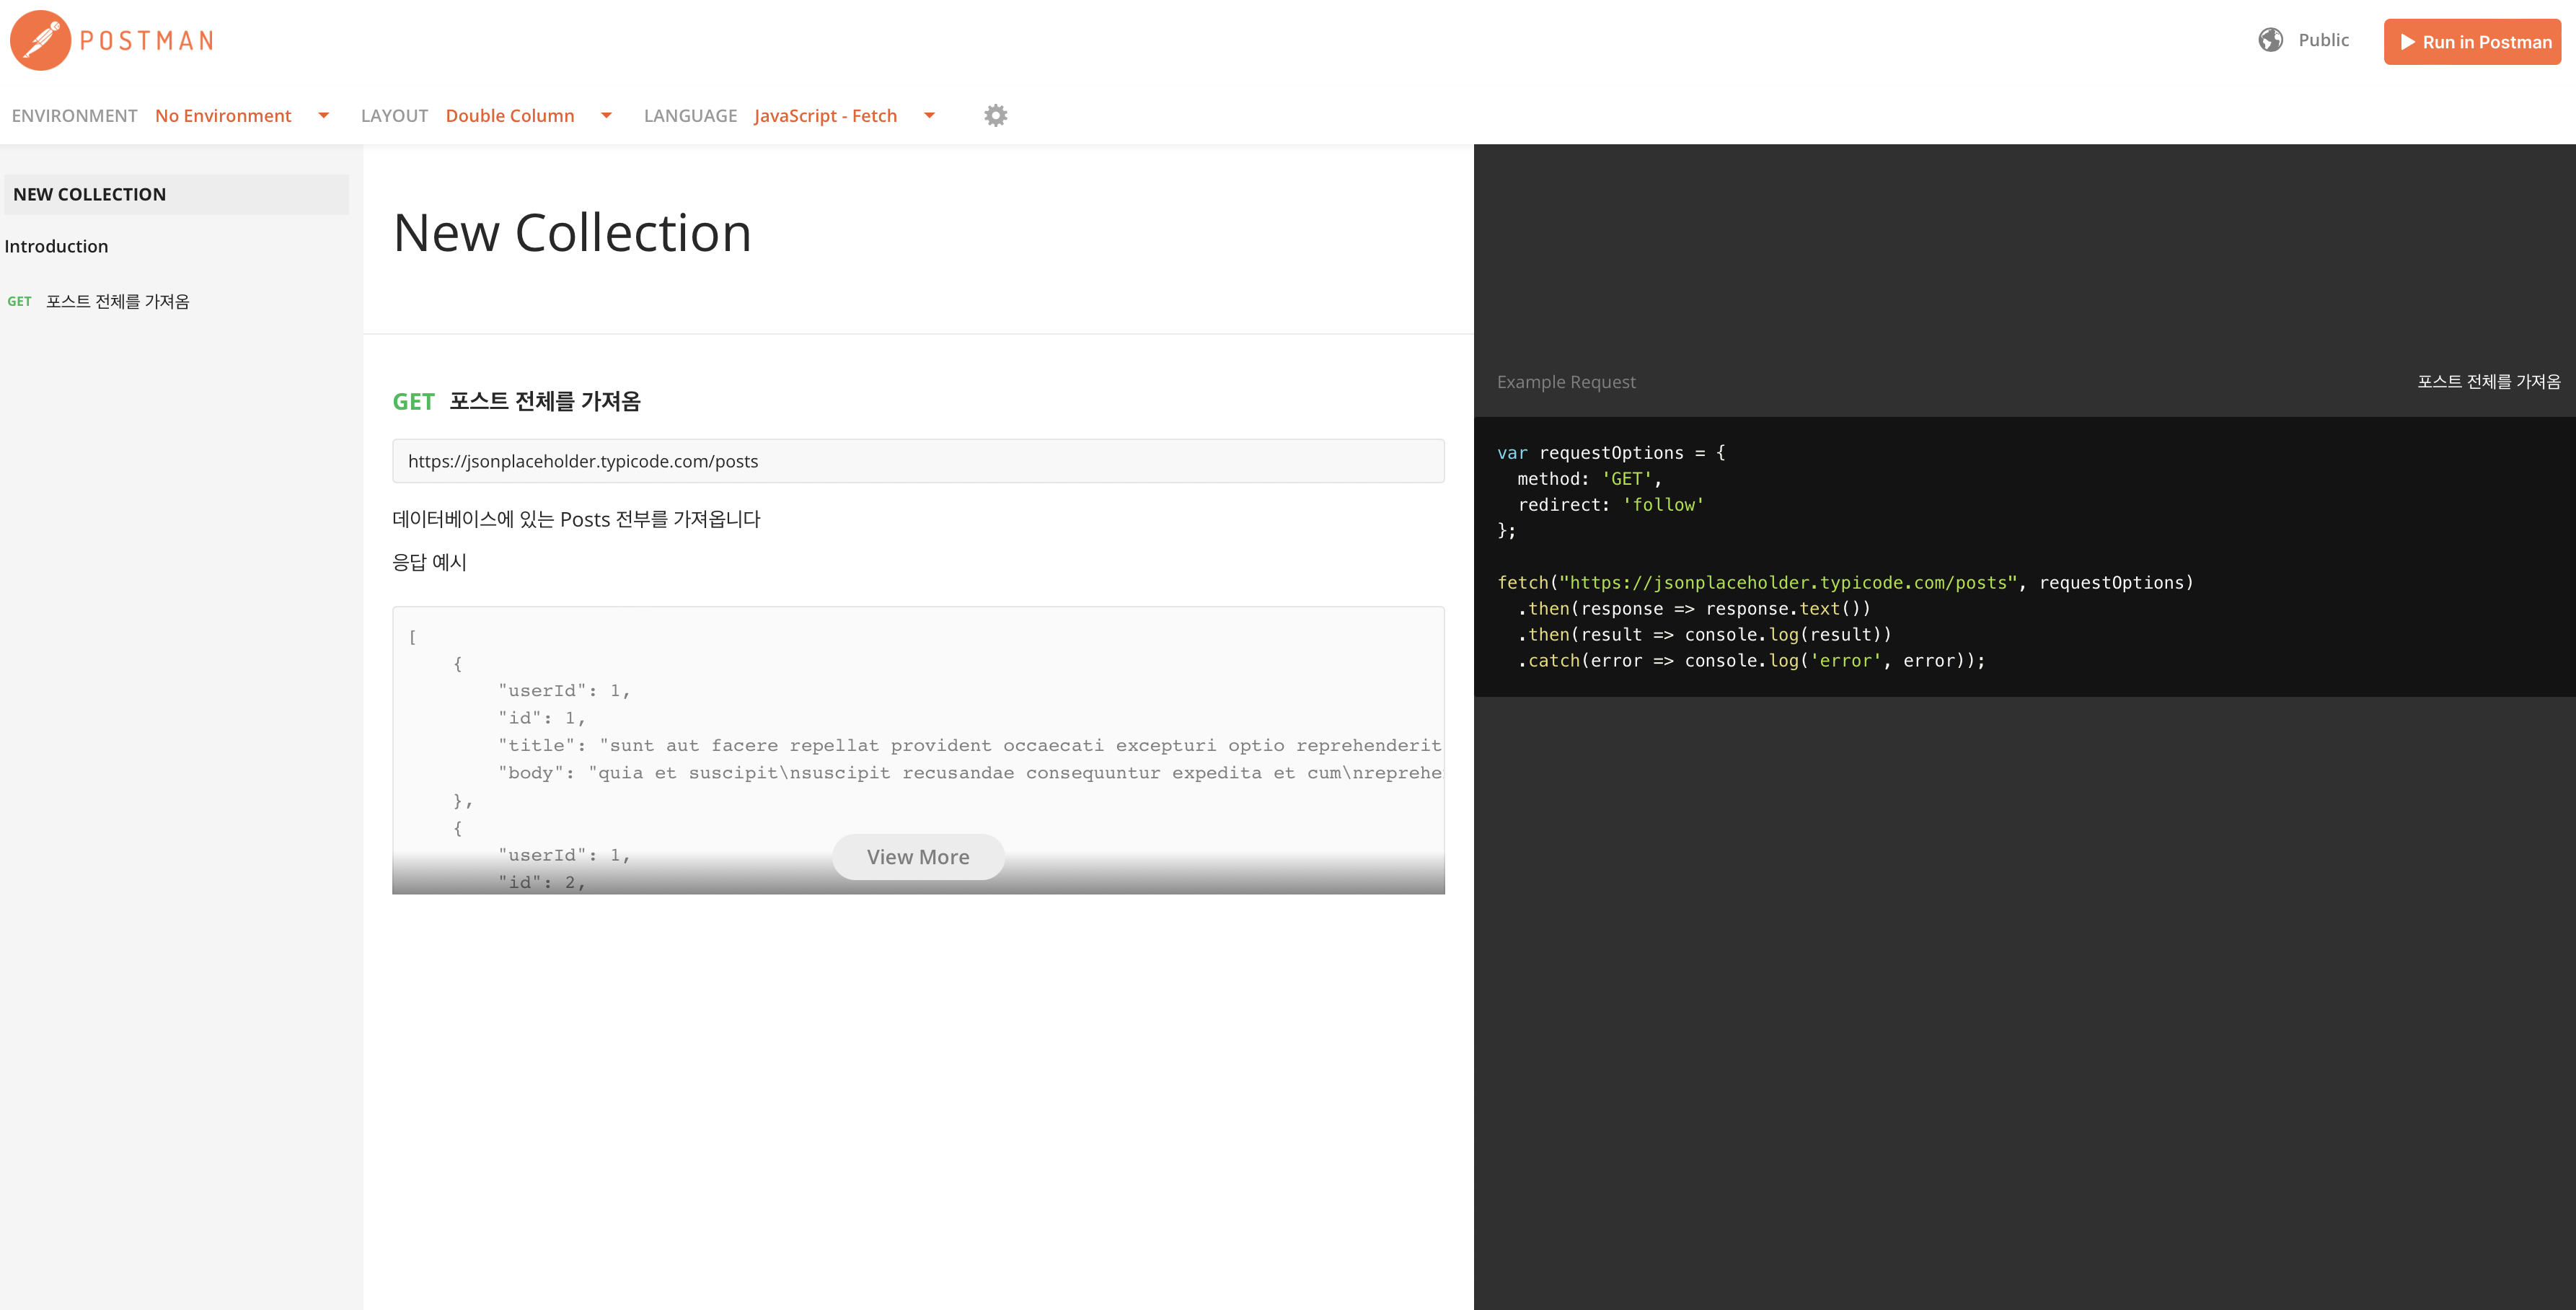 POSTMAN
Public
Run in Postman
ENVIRONMENT No Environment LAYOUT Double Column LANGUAGE JavaScript - Fetch
NEW COLLECTION
Introduction
GET 포스트 전체를 가져옴
New Collection
GET 포스트 전체를 가져옴
https://jsonplaceholder.typicode.com/posts
데이터베이스에 있는 Posts 전부를 가져옵니다
응답 예시
[
{
"userId": 1,
"id": 1,
"title": "sunt aut facere repellat provident occaecati excepturi optio reprehenderit
"body": "quia et suscipit\nsuscipit recusandae consequuntur expedita et cum\nreprehe
},
{
"userId": 1,
"id": 2,
View More
Example Request 포스트 전체를 가져옴
var requestOptions = {
method: 'GET',
redirect: 'follow'
};
fetch("https://jsonplaceholder.typicode.com/posts", requestOptions)
.then(response => response.text())
.then(result => console.log(result))
.catch(error => console.log('error', error));